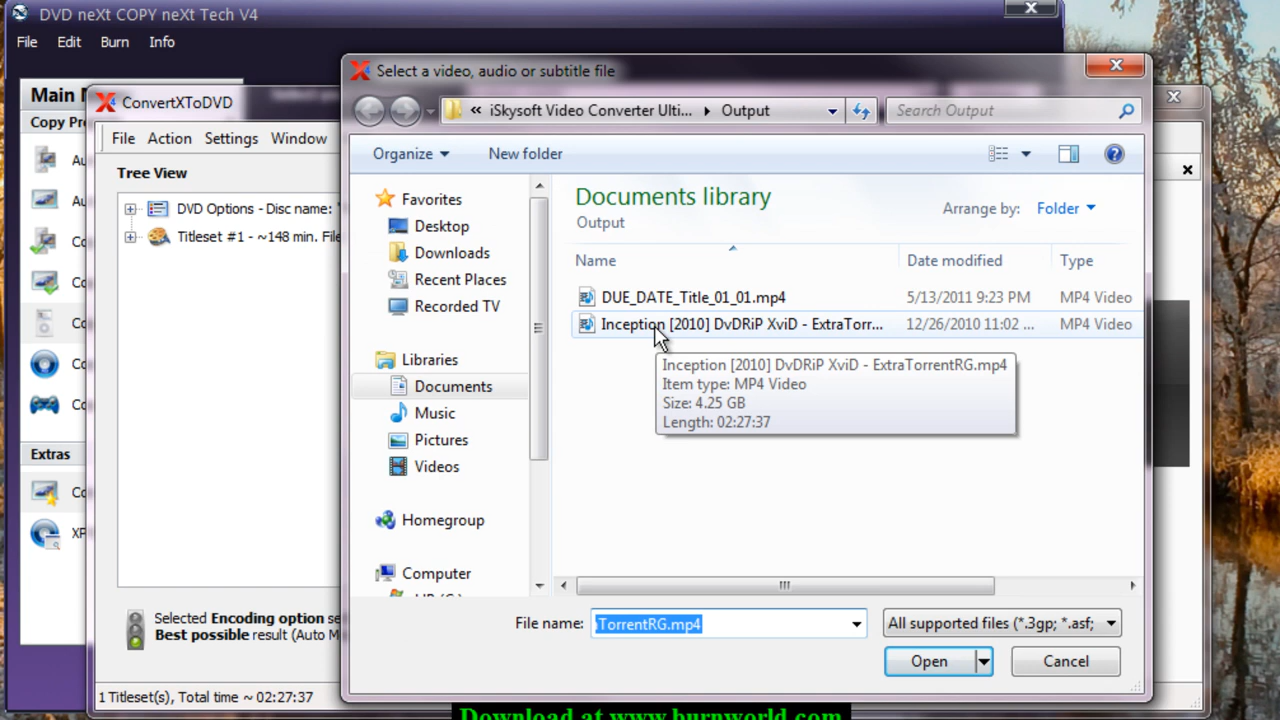 DVD neXt COPY neXt Tech V4
File Edit Burn Info
Main
Copy Pr
Extras
ConvertXToDVD
File Action Settings Window
Tree View
DVD Options - Disc name:
Titleset #1 - ~148 min. File
Selected Encoding option se
Best possible result (Auto M
1 Titleset(s), Total time ~ 02:27:37
Select a video, audio or subtitle file
« iSkysoft Video Converter Ulti... Output
Search Output
Organize New folder
Favorites
Desktop
Downloads
Recent Places
Recorded TV
Libraries
Documents
Music
Pictures
Videos
Homegroup
Computer
Documents library
Output
Arrange by: Folder
Name Date modified Type
DUE_DATE_Title_01_01.mp4 5/13/2011 9:23 PM MP4 Video
Inception [2010] DvDRiP XviD - ExtraTorr... 12/26/2010 11:02 ... MP4 Video
Inception [2010] DvDRiP XviD - ExtraTorrentRG.mp4
Item type: MP4 Video
Size: 4.25 GB
Length: 02:27:37
File name: TorrentRG.mp4 All supported files (*.3gp; *.asf;
Open Cancel
Download at www.burnworld.com